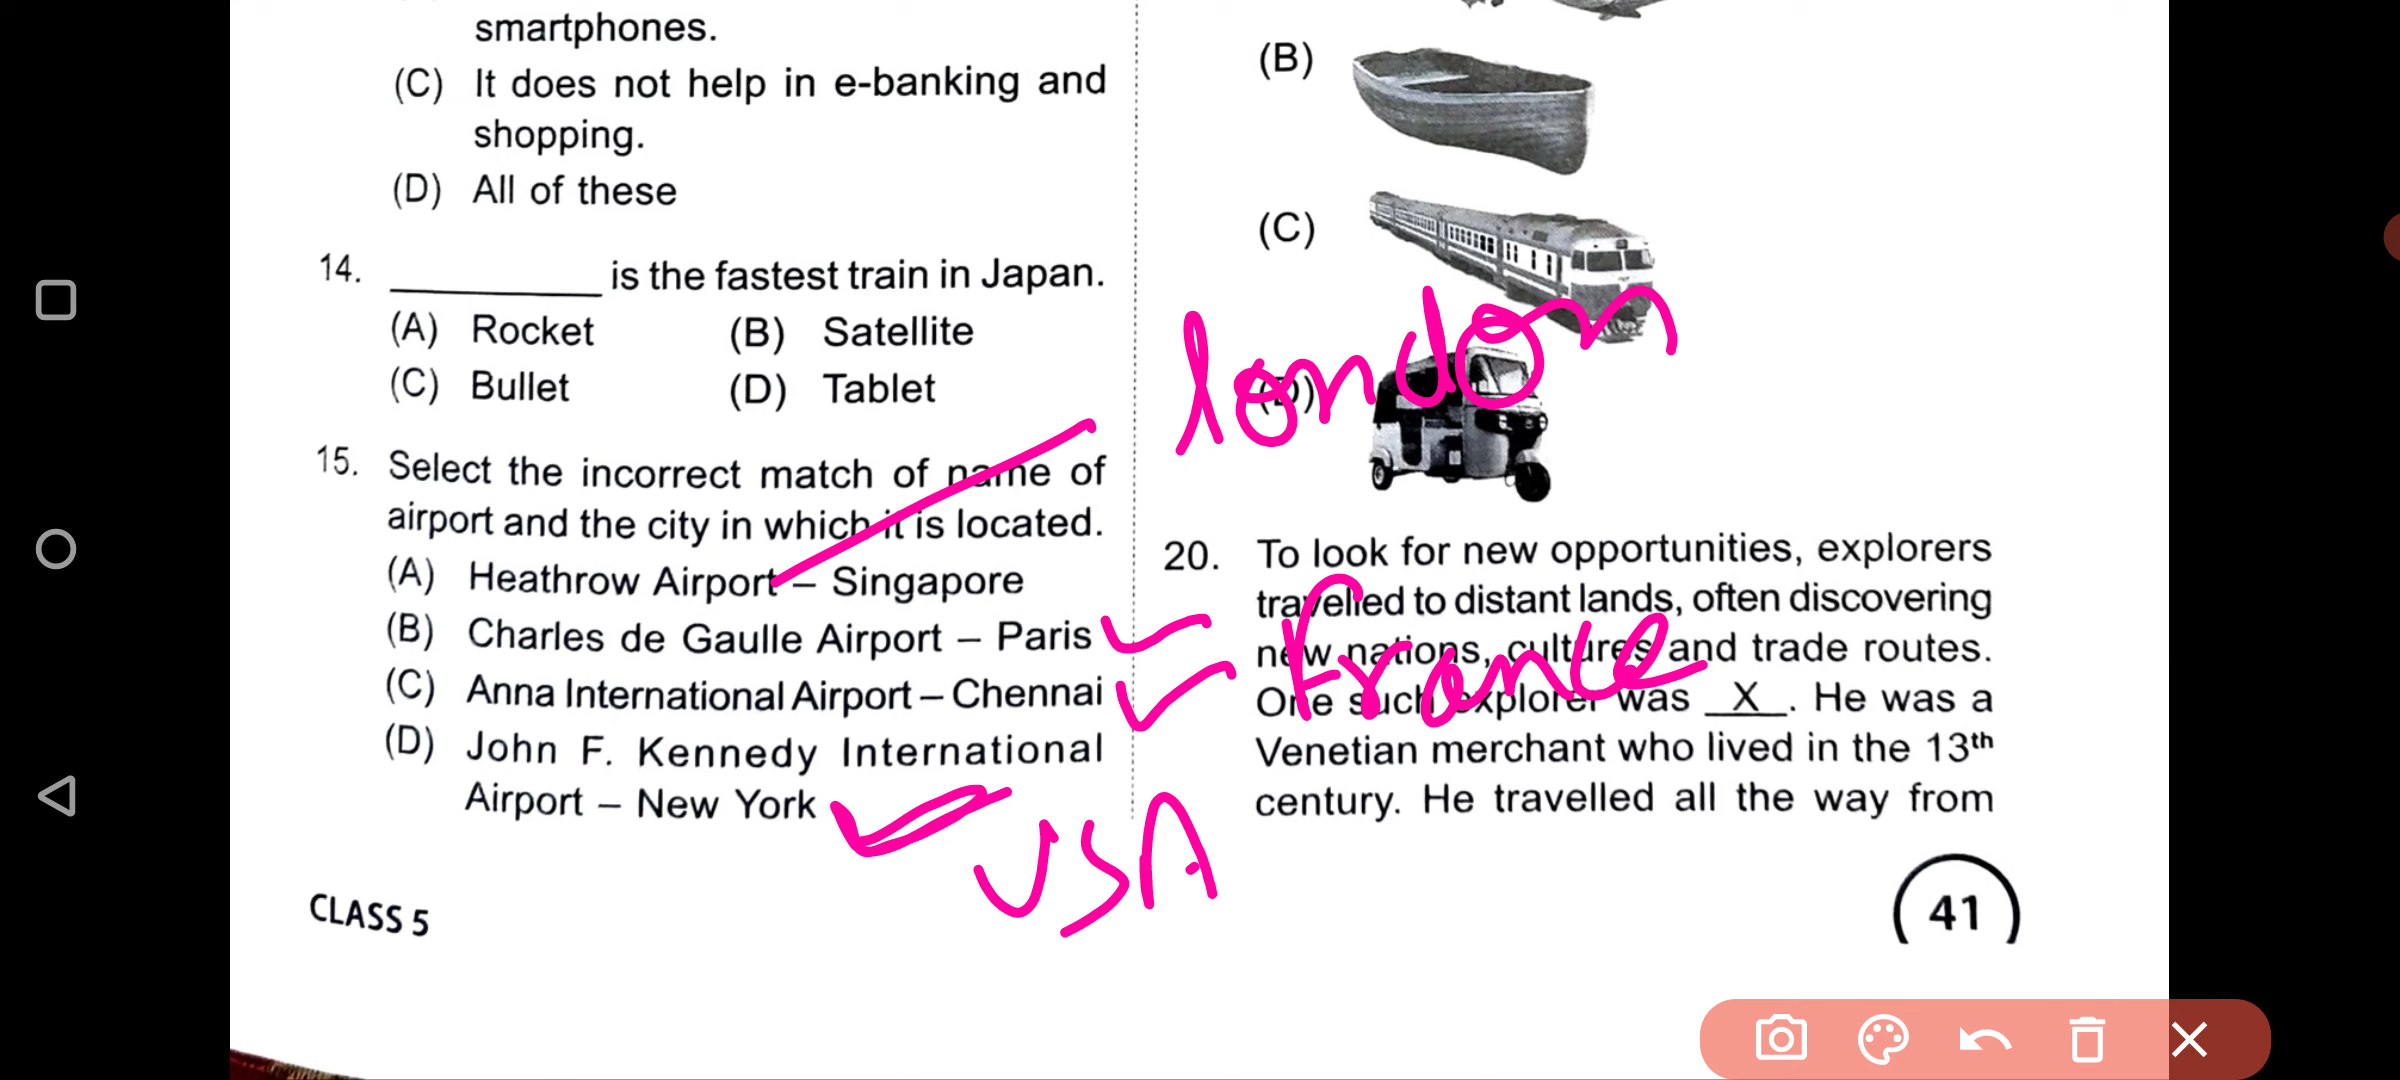 smartphones.
(C) It does not help in e-banking and
shopping.
(D) All of these
14. __________ is the fastest train in Japan.
(A) Rocket (B) Satellite
(C) Bullet (D) Tablet
15. Select the incorrect match of name of
airport and the city in which it is located.
(A) Heathrow Airport – Singapore
(B) Charles de Gaulle Airport – Paris
(C) Anna International Airport – Chennai
(D) John F. Kennedy International
Airport – New York
USA
CLASS 5
(B)
(C)
london
(D)
20. To look for new opportunities, explorers
travelled to distant lands, often discovering
france
new nations, cultures and trade routes.
One such explorer was __X__. He was a
Venetian merchant who lived in the 13th
century. He travelled all the way from
41